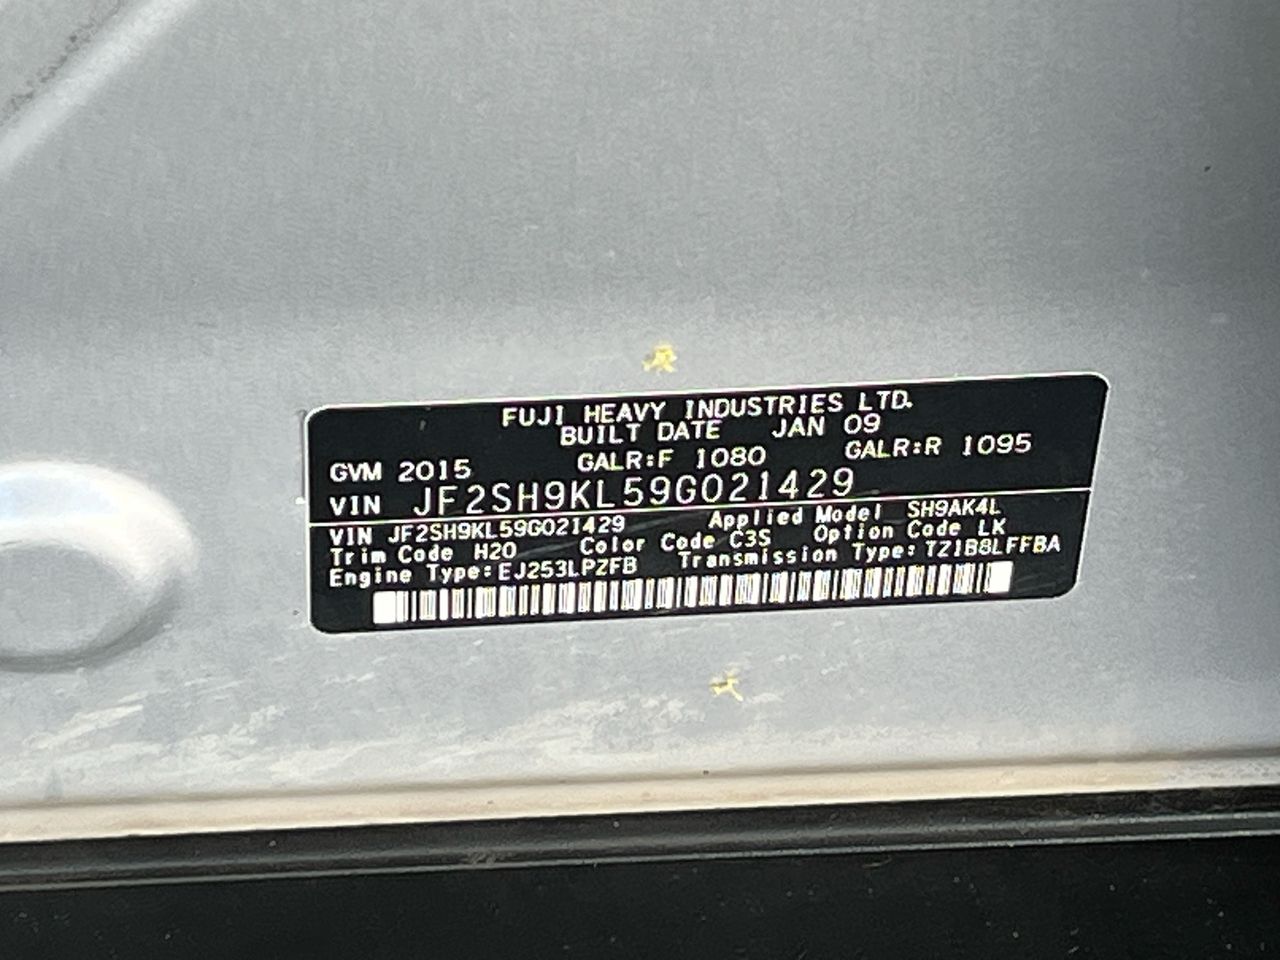 FUJI HEAVY INDUSTRIES LTD.
BUILT DATE JAN 09
GVM 2015 GALR:F 1080 GALR:R 1095
VIN JF2SH9KL59G021429
VIN JF2SH9KL59G021429 Applied Model SH9AK4L
Trim Code H20 Color Code C3S Option Code LK
Engine Type:EJ253LPZFB Transmission Type:TZ1B8LFFBA